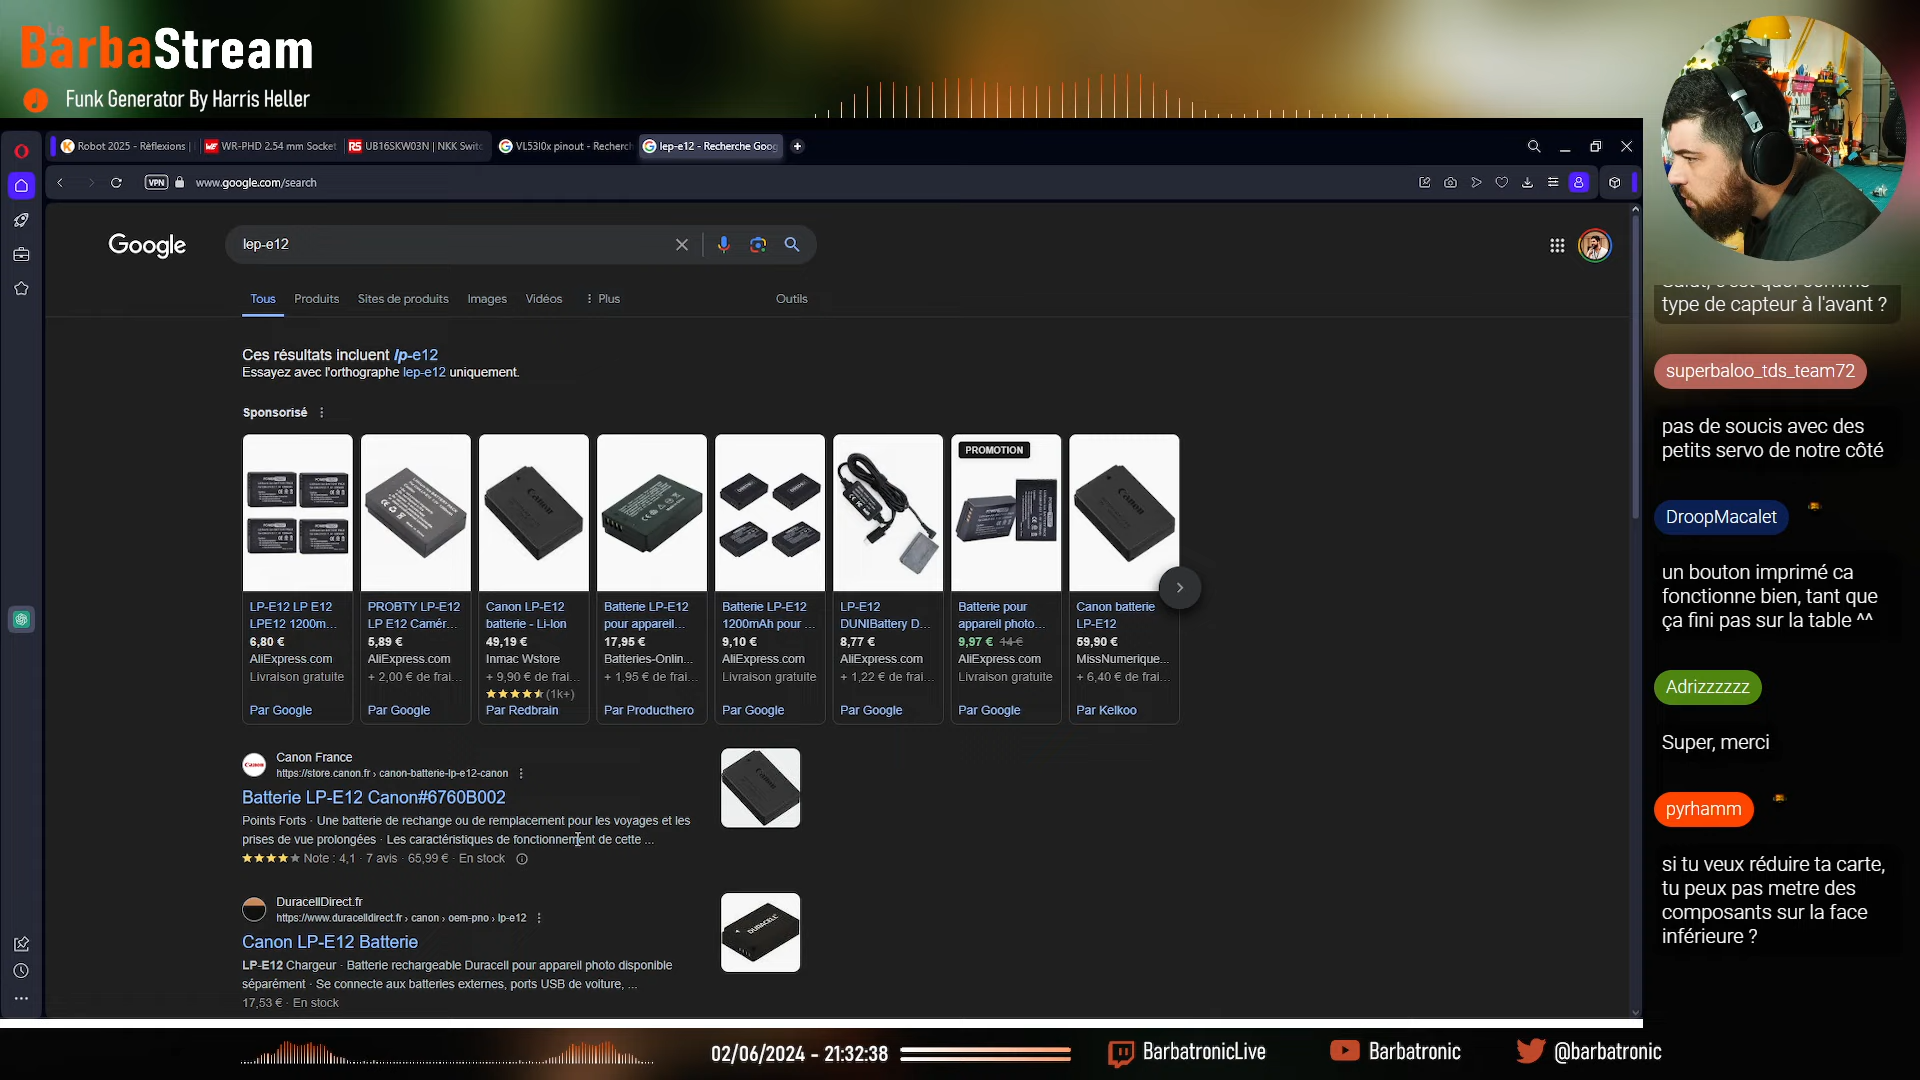 Le
BarbaStream
Funk Generator By Harris Heller
Robot 2025 - Réflexions |
WR-PHD 2.54 mm Socket
UB16SKW03N | NKK Switc
VL53l0x pinout - Recherch
lep-e12 - Recherche Goog
VPN
www.google.com/search
Google
lep-e12
Tous
Produits
Sites de produits
Images
Vidéos
Plus
Outils
Ces résultats incluent lp-e12
Essayez avec l'orthographe lep-e12 uniquement.
Sponsorisé
LP-E12 LP E12
LPE12 1200m...
6,80 €
AliExpress.com
Livraison gratuite
Par Google
PROBTY LP-E12
LP E12 Camér...
5,89 €
AliExpress.com
+ 2,00 € de frai...
Par Google
Canon
Canon LP-E12
batterie - Li-Ion
49,19 €
Inmac Wstore
+ 9,90 € de frai...
(1k+)
Par Redbrain
Batterie LP-E12
pour appareil...
17,95 €
Batteries-Onlin...
+ 1,95 € de frai...
Par Producthero
Batterie LP-E12
1200mAh pour ...
9,10 €
AliExpress.com
Livraison gratuite
Par Google
LP-E12
DUNIBattery D...
8,77 €
AliExpress.com
+ 1,22 € de frai...
Par Google
PROMOTION
Batterie pour
appareil photo...
9,97 € 14 €
AliExpress.com
Livraison gratuite
Par Google
Canon
Canon batterie
LP-E12
59,90 €
MissNumerique...
+ 6,40 € de frai...
Par Kelkoo
Canon
Canon France
https://store.canon.fr › canon-batterie-lp-e12-canon
Batterie LP-E12 Canon#6760B002
Points Forts · Une batterie de rechange ou de remplacement pour les voyages et les
prises de vue prolongées · Les caractéristiques de fonctionnement de cette ...
Note : 4,1 · 7 avis · 65,99 € · En stock
Canon
DuracellDirect.fr
https://www.duracelldirect.fr › canon › oem-pno › lp-e12
Canon LP-E12 Batterie
LP-E12 Chargeur · Batterie rechargeable Duracell pour appareil photo disponible
séparément · Se connecte aux batteries externes, ports USB de voiture, ...
17,53 € · En stock
DURACELL
type de capteur à l'avant ?
superbaloo_tds_team72
pas de soucis avec des
petits servo de notre côté
DroopMacalet
un bouton imprimé ca
fonctionne bien, tant que
ça fini pas sur la table ^^
Adrizzzzzz
Super, merci
pyrhamm
si tu veux réduire ta carte,
tu peux pas metre des
composants sur la face
inférieure ?
02/06/2024 - 21:32:38
BarbatronicLive
Barbatronic
@barbatronic